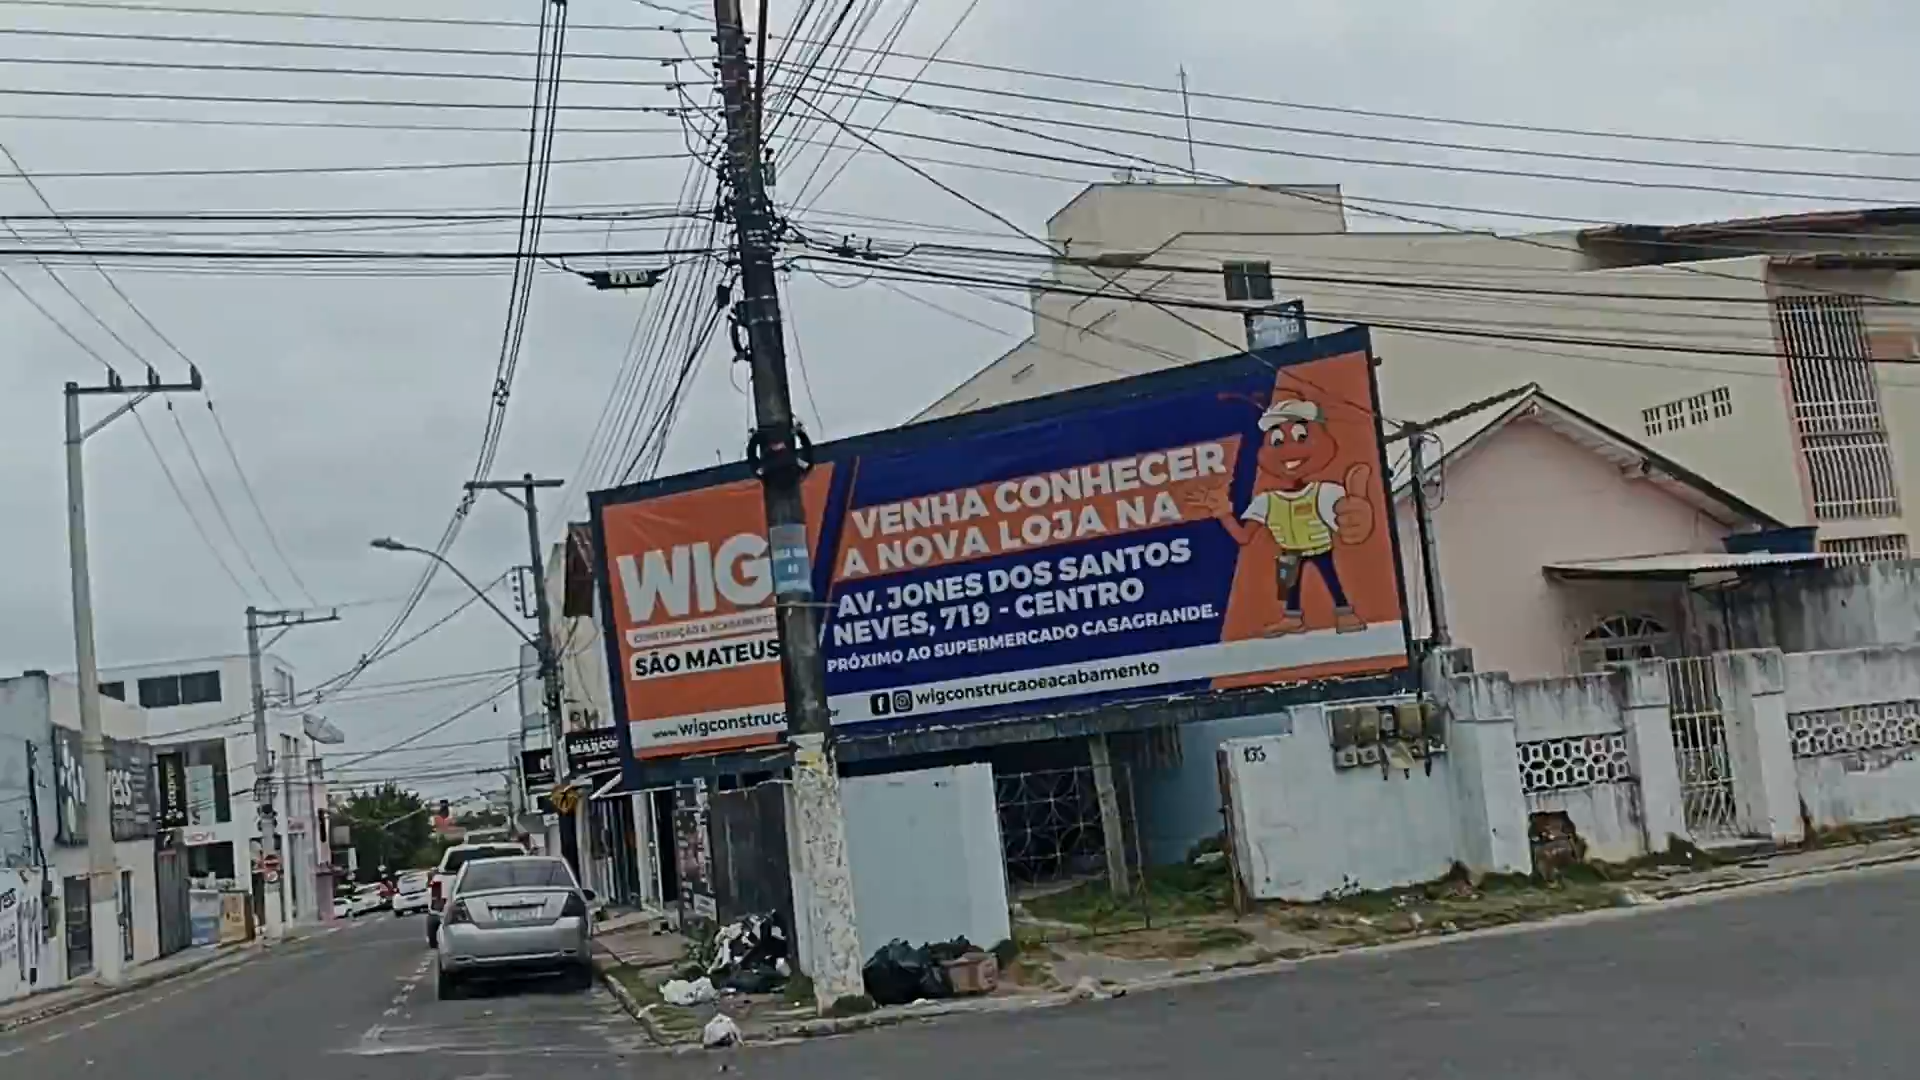 WIG
CONSTRUÇÃO & ACABAMENTO
SÃO MATEUS
www.wigconstruca
VENHA CONHECER
A NOVA LOJA NA
AV. JONES DOS SANTOS
NEVES, 719 - CENTRO
PRÓXIMO AO SUPERMERCADO CASAGRANDE.
wigconstrucaoeacabamento
135